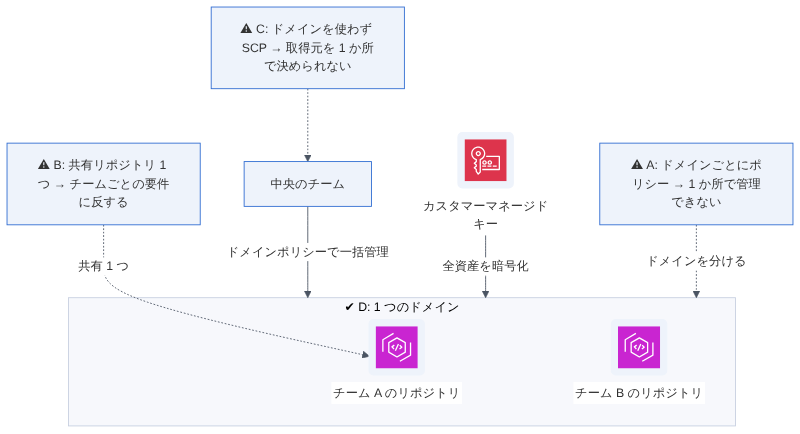 ⚠ C: ドメインを使わず
SCP → 取得元を 1 か所
で決められない
⚠ B: 共有リポジトリ 1
つ → チームごとの要件
に反する
中央のチーム
カスタマーマネージド
キー
⚠ A: ドメインごとにポ
リシー → 1 か所で管理
できない
共有 1 つ
ドメインポリシーで一括管理
全資産を暗号化
ドメインを分ける
✔ D: 1 つのドメイン
チーム A のリポジトリ
チーム B のリポジトリ